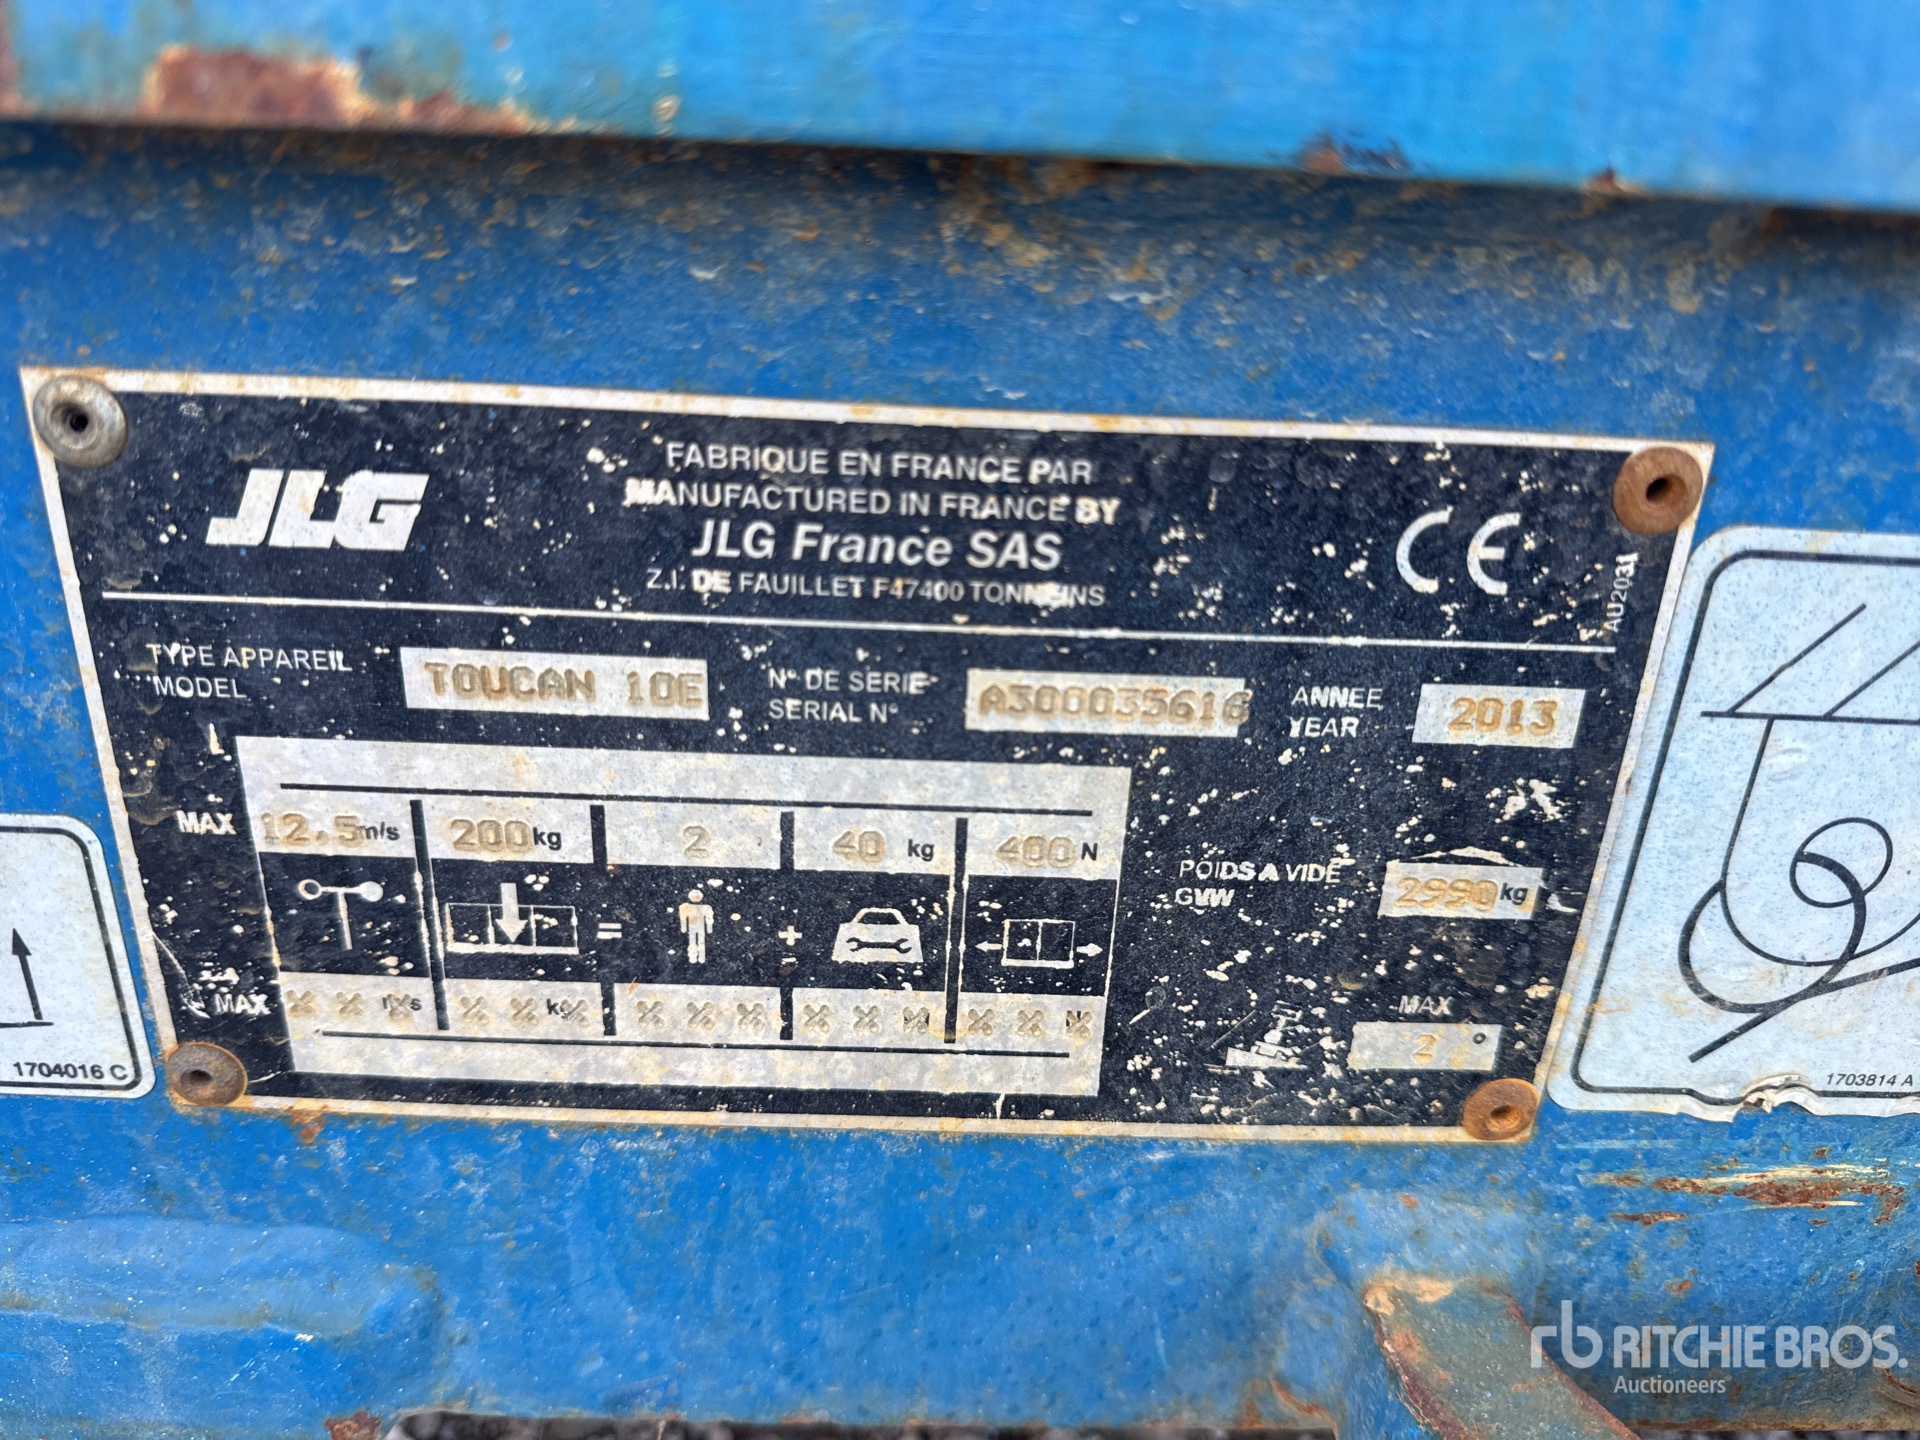 JLG
FABRIQUE EN FRANCE PAR
MANUFACTURED IN FRANCE BY
JLG France SAS
Z.I. DE FAUILLET F47400 TONNEINS
CE
AU2031
TYPE APPAREIL
MODEL
TOUCAN 10E
N° DE SERIE
SERIAL N°
A300035616
ANNEE
YEAR
2013
MAX 12.5 m/s 200 kg 2 40 kg 400 N
= +
POIDS A VIDE
GVW
2990 kg
MAX
2 °
MAX
1704016 C
1703814 A
rb RITCHIE BROS.
Auctioneers